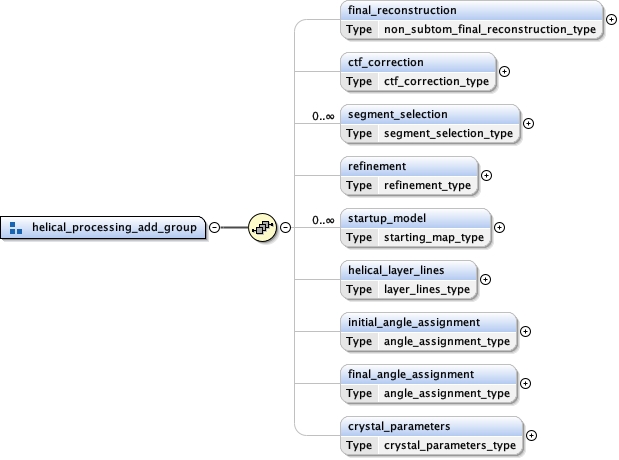 final_reconstruction
Type non_subtom_final_reconstruction_type
ctf_correction
Type ctf_correction_type
0..∞
segment_selection
Type segment_selection_type
refinement
Type refinement_type
helical_processing_add_group
0..∞
startup_model
Type starting_map_type
helical_layer_lines
Type layer_lines_type
initial_angle_assignment
Type angle_assignment_type
final_angle_assignment
Type angle_assignment_type
crystal_parameters
Type crystal_parameters_type